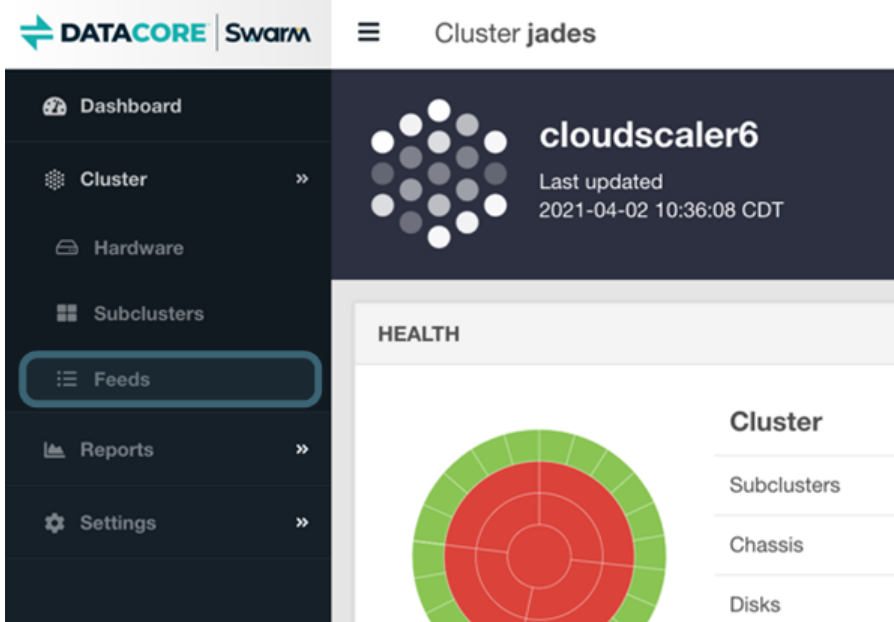 DATACORE Swarm
Cluster jades
Dashboard
Cluster »
Hardware
Subclusters
Feeds
Reports »
Settings »
cloudscaler6
Last updated
2021-04-02 10:36:08 CDT
HEALTH
Cluster
Subclusters
Chassis
Disks